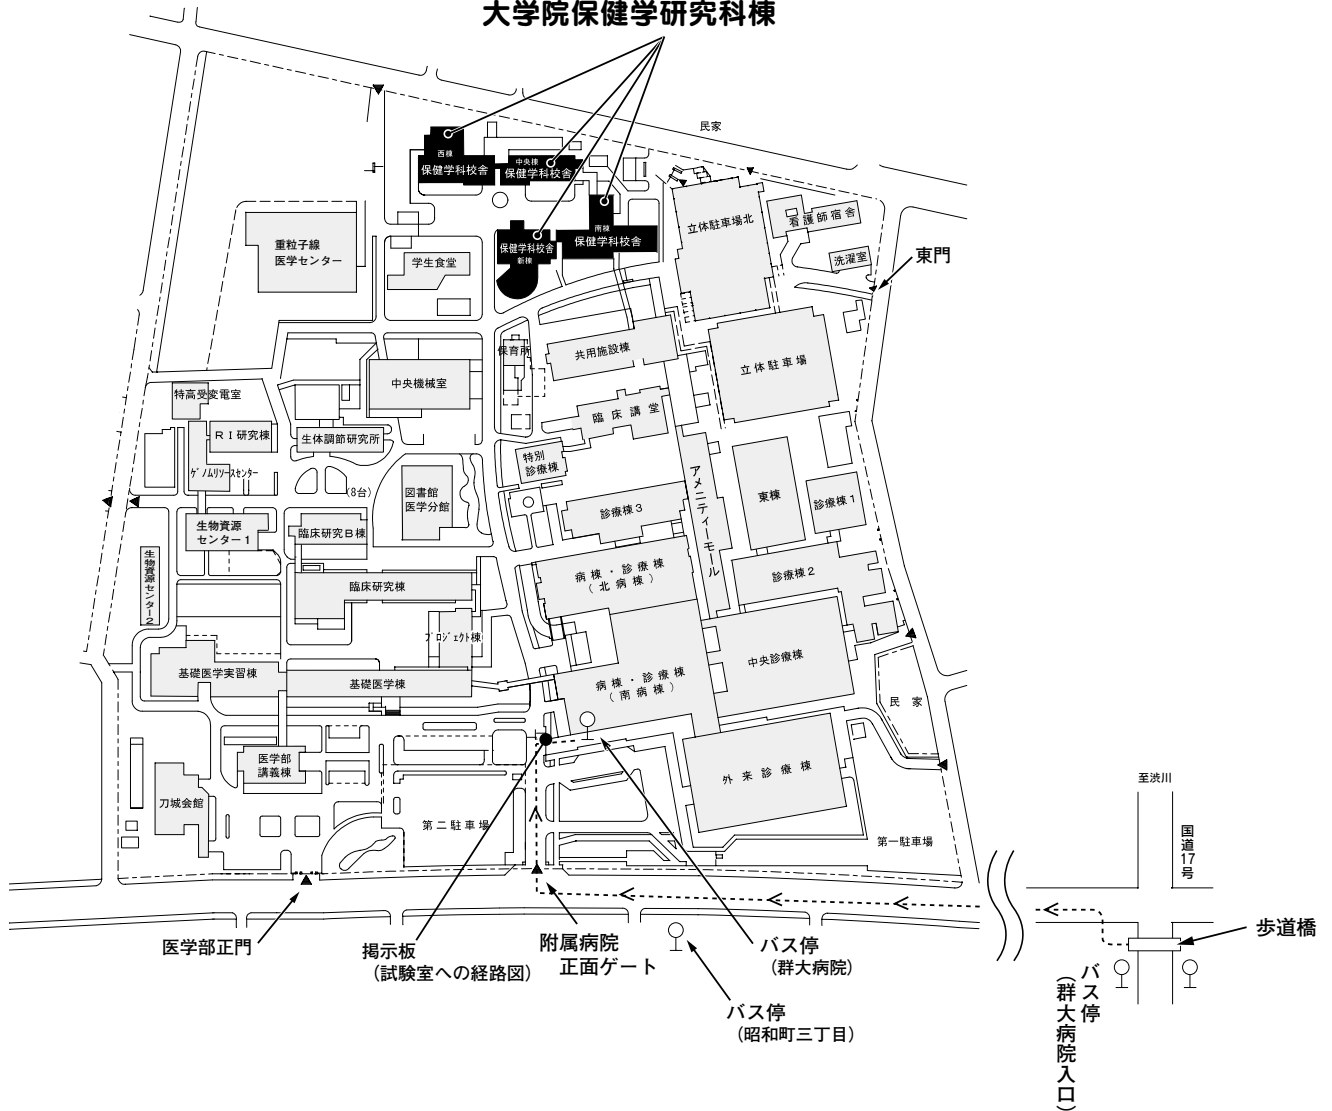 大学院保健学研究科棟
民家
西棟
保健学科校舎
中央棟
保健学科校舎
南棟
保健学科校舎
保健学科校舎
新棟
立体駐車場北
看護師宿舎
洗濯室
東門
重粒子線
医学センター
学生食堂
保育所
共用施設棟
立体駐車場
中央機械室
特高受変電室
RI研究棟
生体調節研究所
臨床講堂
特別
診療棟
ゲノムリソースセンター
(8台)
図書館
医学分館
アメニティーモール
東棟
診療棟1
診療棟3
生物資源
センター1
臨床研究B棟
生物資源センター2
臨床研究棟
病棟・診療棟
(北病棟)
診療棟2
プロジェクト棟
中央診療棟
基礎医学実習棟
基礎医学棟
病棟・診療棟
(南病棟)
民家
医学部
講義棟
外来診療棟
刀城会館
第二駐車場
第一駐車場
至渋川
国道17号
歩道橋
医学部正門
掲示板
(試験室への経路図)
附属病院
正面ゲート
バス停
(群大病院)
バス停
(昭和町三丁目)
バス停
(群大病院入口)